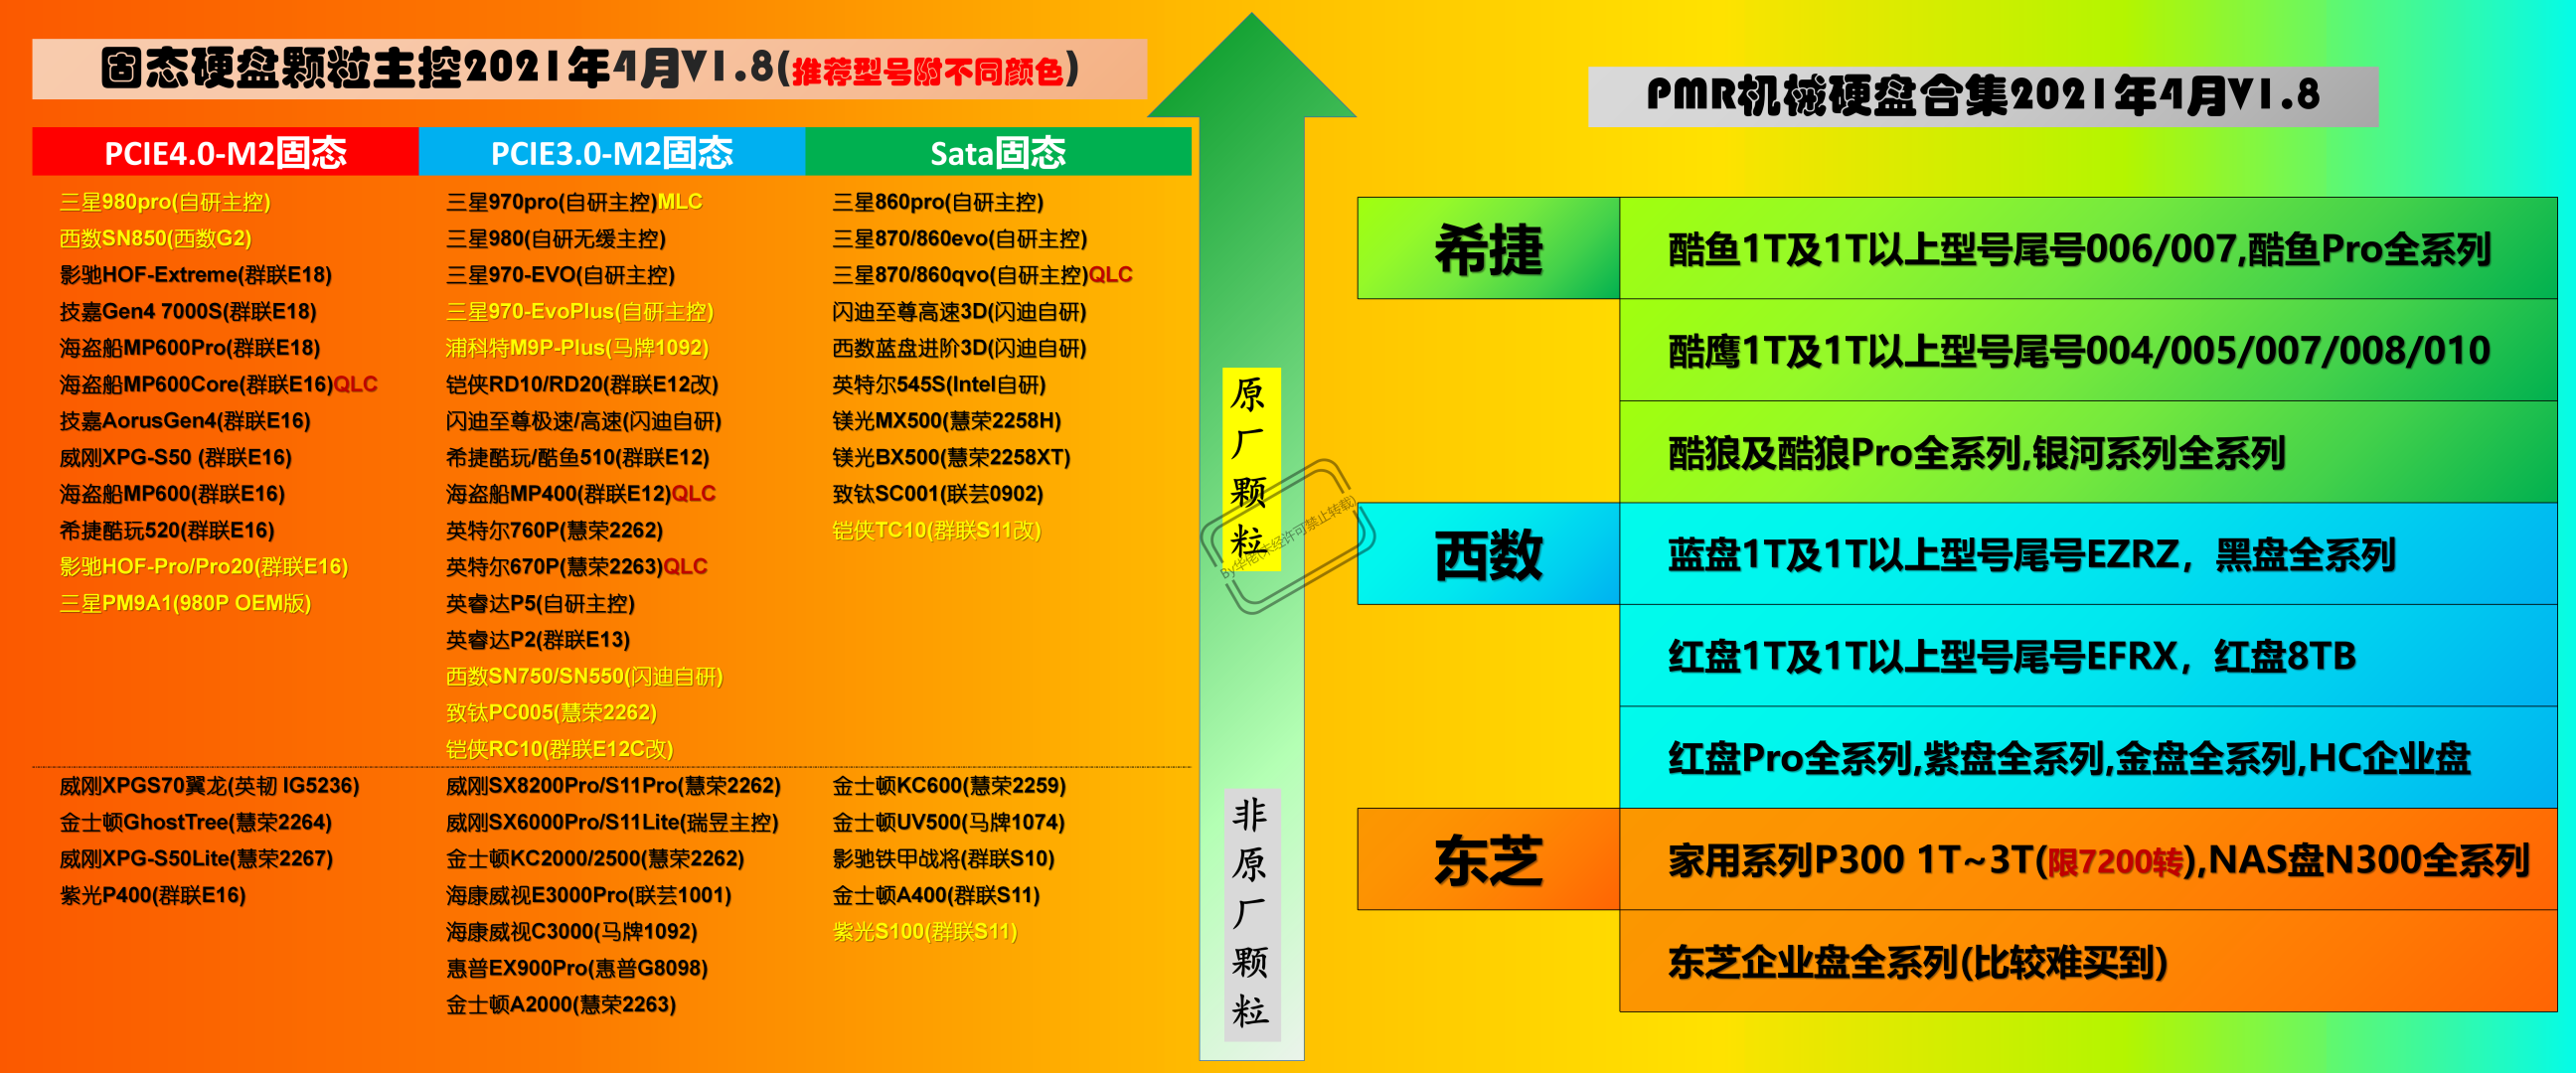 固态硬盘颗粒主控2021年4月V1.8(推荐型号附不同颜色)
PCIE4.0-M2固态
三星980pro(自研主控)
西数SN850(西数G2)
影驰HOF-Extreme(群联E18)
技嘉Gen4 7000S(群联E18)
海盗船MP600Pro(群联E18)
海盗船MP600Core(群联E16)QLC
技嘉AorusGen4(群联E16)
威刚XPG-S50 (群联E16)
海盗船MP600(群联E16)
希捷酷玩520(群联E16)
影驰HOF-Pro/Pro20(群联E16)
三星PM9A1(980P OEM版)
威刚XPGS70翼龙(英韧 IG5236)
金士顿GhostTree(慧荣2264)
威刚XPG-S50Lite(慧荣2267)
紫光P400(群联E16)
PCIE3.0-M2固态
三星970pro(自研主控)MLC
三星980(自研无缓主控)
三星970-EVO(自研主控)
三星970-EvoPlus(自研主控)
浦科特M9P-Plus(马牌1092)
铠侠RD10/RD20(群联E12改)
闪迪至尊极速/高速(闪迪自研)
希捷酷玩/酷鱼510(群联E12)
海盗船MP400(群联E12)QLC
英特尔760P(慧荣2262)
英特尔670P(慧荣2263)QLC
英睿达P5(自研主控)
英睿达P2(群联E13)
西数SN750/SN550(闪迪自研)
致钛PC005(慧荣2262)
铠侠RC10(群联E12C改)
威刚SX8200Pro/S11Pro(慧荣2262)
威刚SX6000Pro/S11Lite(瑞昱主控)
金士顿KC2000/2500(慧荣2262)
海康威视E3000Pro(联芸1001)
海康威视C3000(马牌1092)
惠普EX900Pro(惠普G8098)
金士顿A2000(慧荣2263)
Sata固态
三星860pro(自研主控)
三星870/860evo(自研主控)
三星870/860qvo(自研主控)QLC
闪迪至尊高速3D(闪迪自研)
西数蓝盘进阶3D(闪迪自研)
英特尔545S(Intel自研)
镁光MX500(慧荣2258H)
镁光BX500(慧荣2258XT)
致钛SC001(联芸0902)
铠侠TC10(群联S11改)
金士顿KC600(慧荣2259)
金士顿UV500(马牌1074)
影驰铁甲战将(群联S10)
金士顿A400(群联S11)
紫光S100(群联S11)
原厂颗粒
By华佗(未经许可禁止转载)
非原厂颗粒
PMR机械硬盘合集2021年4月V1.8
希捷
酷鱼1T及1T以上型号尾号006/007,酷鱼Pro全系列
酷鹰1T及1T以上型号尾号004/005/007/008/010
酷狼及酷狼Pro全系列,银河系列全系列
西数
蓝盘1T及1T以上型号尾号EZRZ，黑盘全系列
红盘1T及1T以上型号尾号EFRX，红盘8TB
红盘Pro全系列,紫盘全系列,金盘全系列,HC企业盘
东芝
家用系列P300 1T~3T(限7200转),NAS盘N300全系列
东芝企业盘全系列(比较难买到)